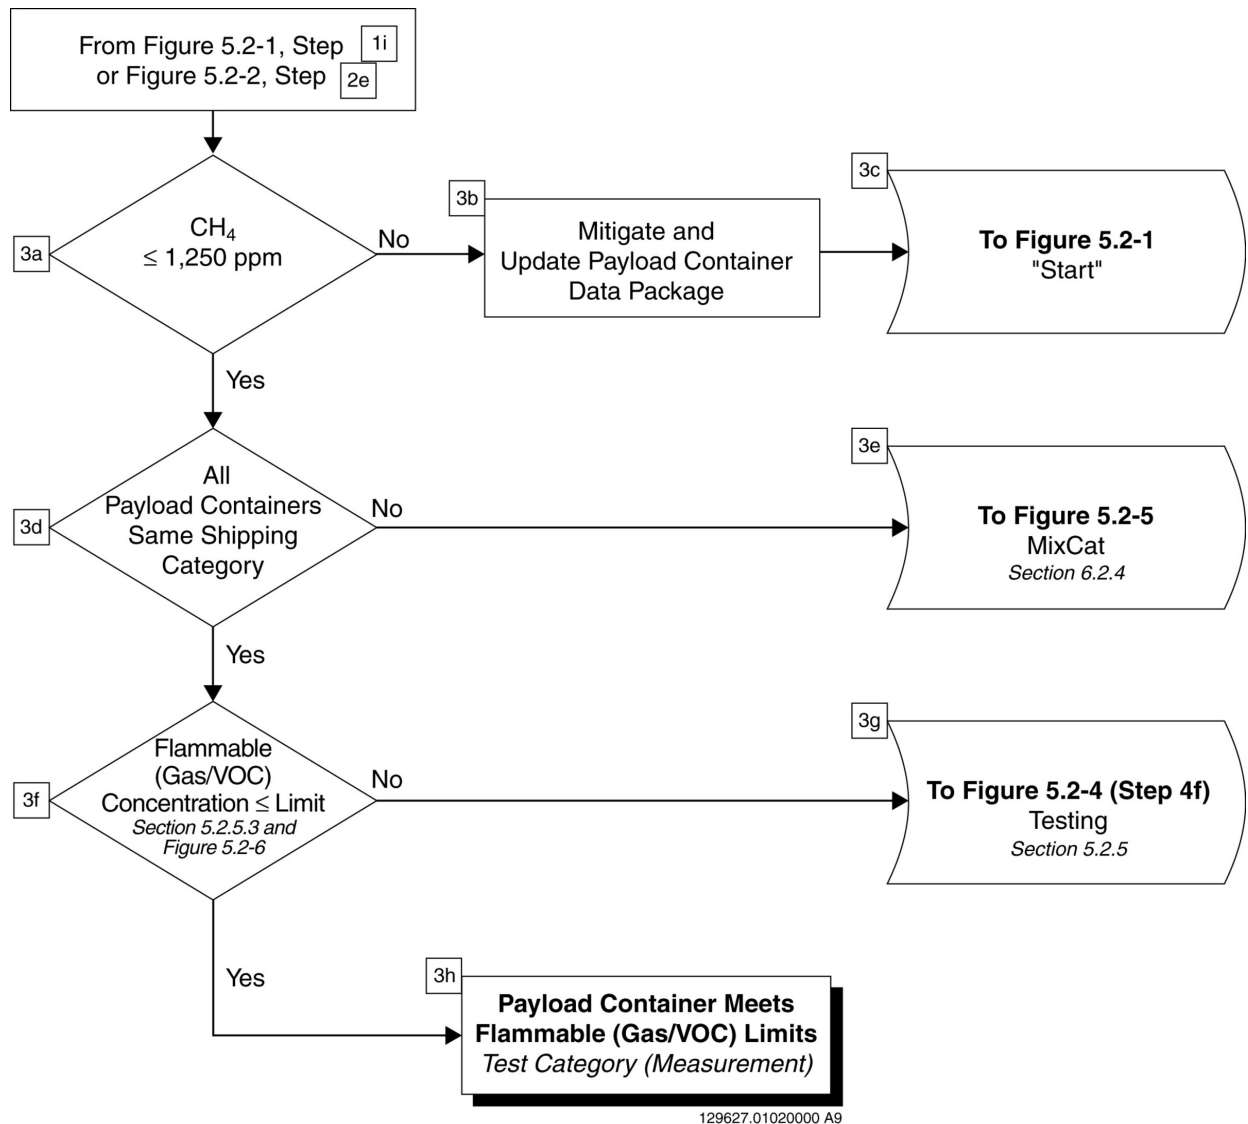 From Figure 5.2-1, Step 1i
or Figure 5.2-2, Step 2e
3a
CH4
≤ 1,250 ppm
No
3b
Mitigate and
Update Payload Container
Data Package
3c
To Figure 5.2-1
"Start"
Yes
3d
All
Payload Containers
Same Shipping
Category
No
3e
To Figure 5.2-5
MixCat
Section 6.2.4
Yes
3f
Flammable
(Gas/VOC)
Concentration ≤ Limit
Section 5.2.5.3 and
Figure 5.2-6
No
3g
To Figure 5.2-4 (Step 4f)
Testing
Section 5.2.5
Yes
3h
Payload Container Meets
Flammable (Gas/VOC) Limits
Test Category (Measurement)
129627.01020000 A9